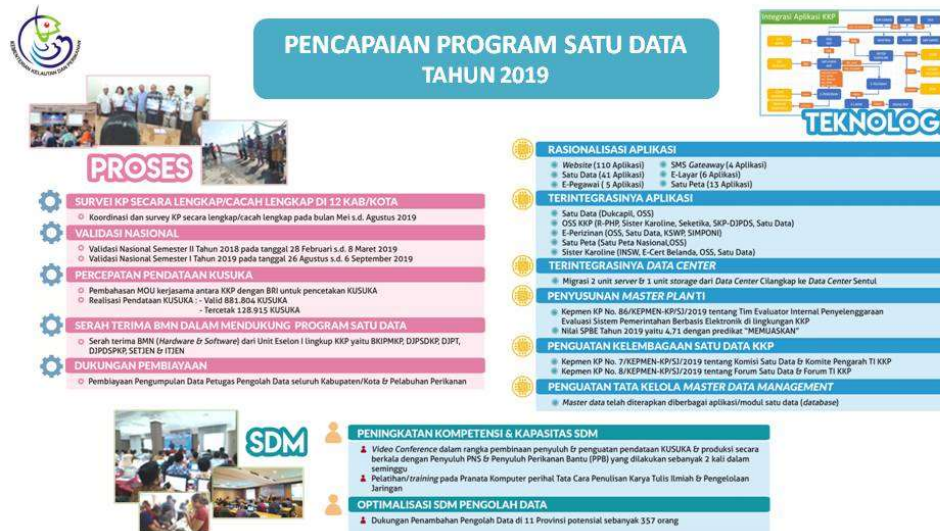 KEMENTERIAN KELAUTAN DAN PERIKANAN
PENCAPAIAN PROGRAM SATU DATA
TAHUN 2019
Integrasi Aplikasi KKP
PROSES
SURVEI KP SECARA LENGKAP/CACAH LENGKAP DI 12 KAB/KOTA
Koordinasi dan survey KP secara lengkap/cacah lengkap pada bulan Mei s.d. Agustus 2019
VALIDASI NASIONAL
Validasi Nasional Semester II Tahun 2018 pada tanggal 28 Februari s.d. 8 Maret 2019
Validasi Nasional Semester I Tahun 2019 pada tanggal 26 Agustus s.d. 6 September 2019
PERCEPATAN PENDATAAN KUSUKA
Pembahasan MOU kerjasama antara KKP dengan BRI untuk pencetakan KUSUKA
Realisasi Pendataan KUSUKA : - Valid 881.804 KUSUKA
- Tercetak 128.915 KUSUKA
SERAH TERIMA BMN DALAM MENDUKUNG PROGRAM SATU DATA
Serah terima BMN (Hardware & Software) dari Unit Eselon I lingkup KKP yaitu BKIPMKP, DJPSDKP, DJPT,
DJPDSPKP, SETJEN & ITJEN
DUKUNGAN PEMBIAYAAN
Pembiayaan Pengumpulan Data Petugas Pengolah Data seluruh Kabupaten/Kota & Pelabuhan Perikanan
TEKNOLOG
RASIONALISASI APLIKASI
Website (110 Aplikasi)
Satu Data (41 Aplikasi)
E-Pegawai ( 5 Aplikasi)
SMS Gateaway (4 Aplikasi)
E-Layar (6 Aplikasi)
Satu Peta (13 Aplikasi)
TERINTEGRASINYA APLIKASI
Satu Data (Dukcapil, OSS)
OSS KKP (R-PHP, Sister Karoline, Seketika, SKP-DJPDS, Satu Data)
E-Perizinan (OSS, Satu Data, KSWP, SIMPONI)
Satu Peta (Satu Peta Nasional,OSS)
Sister Karoline (INSW, E-Cert Belanda, OSS, Satu Data)
TERINTEGRASINYA DATA CENTER
Migrasi 2 unit server & 1 unit storage dari Data Center Cilangkap ke Data Center Sentul
PENYUSUNAN MASTER PLAN TI
Kepmen KP No. 86/KEPMEN-KP/SJ/2019 tentang Tim Evaluator Internal Penyelenggaraan
Evaluasi Sistem Pemerintahan Berbasis Elektronik di lingkungan KKP
Nilai SPBE Tahun 2019 yaitu 4,71 dengan predikat "MEMUASKAN"
PENGUATAN KELEMBAGAAN SATU DATA KKP
Kepmen KP No. 7/KEPMEN-KP/SJ/2019 tentang Komisi Satu Data & Komite Pengarah TI KKP
Kepmen KP No. 8/KEPMEN-KP/SJ/2019 tentang Forum Satu Data & Forum TI KKP
PENGUATAN TATA KELOLA MASTER DATA MANAGEMENT
Master data telah diterapkan diberbagai aplikasi/modul satu data (database)
SDM
PENINGKATAN KOMPETENSI & KAPASITAS SDM
Video Conference dalam rangka pembinaan penyuluh & penguatan pendataan KUSUKA & produksi secara
berkala dengan Penyuluh PNS & Penyuluh Perikanan Bantu (PPB) yang dilakukan sebanyak 2 kali dalam
seminggu
Pelatihan/training pada Pranata Komputer perihal Tata Cara Penulisan Karya Tulis Ilmiah & Pengelolaan
Jaringan
OPTIMALISASI SDM PENGOLAH DATA
Dukungan Penambahan Pengolah Data di 11 Provinsi potensial sebanyak 357 orang